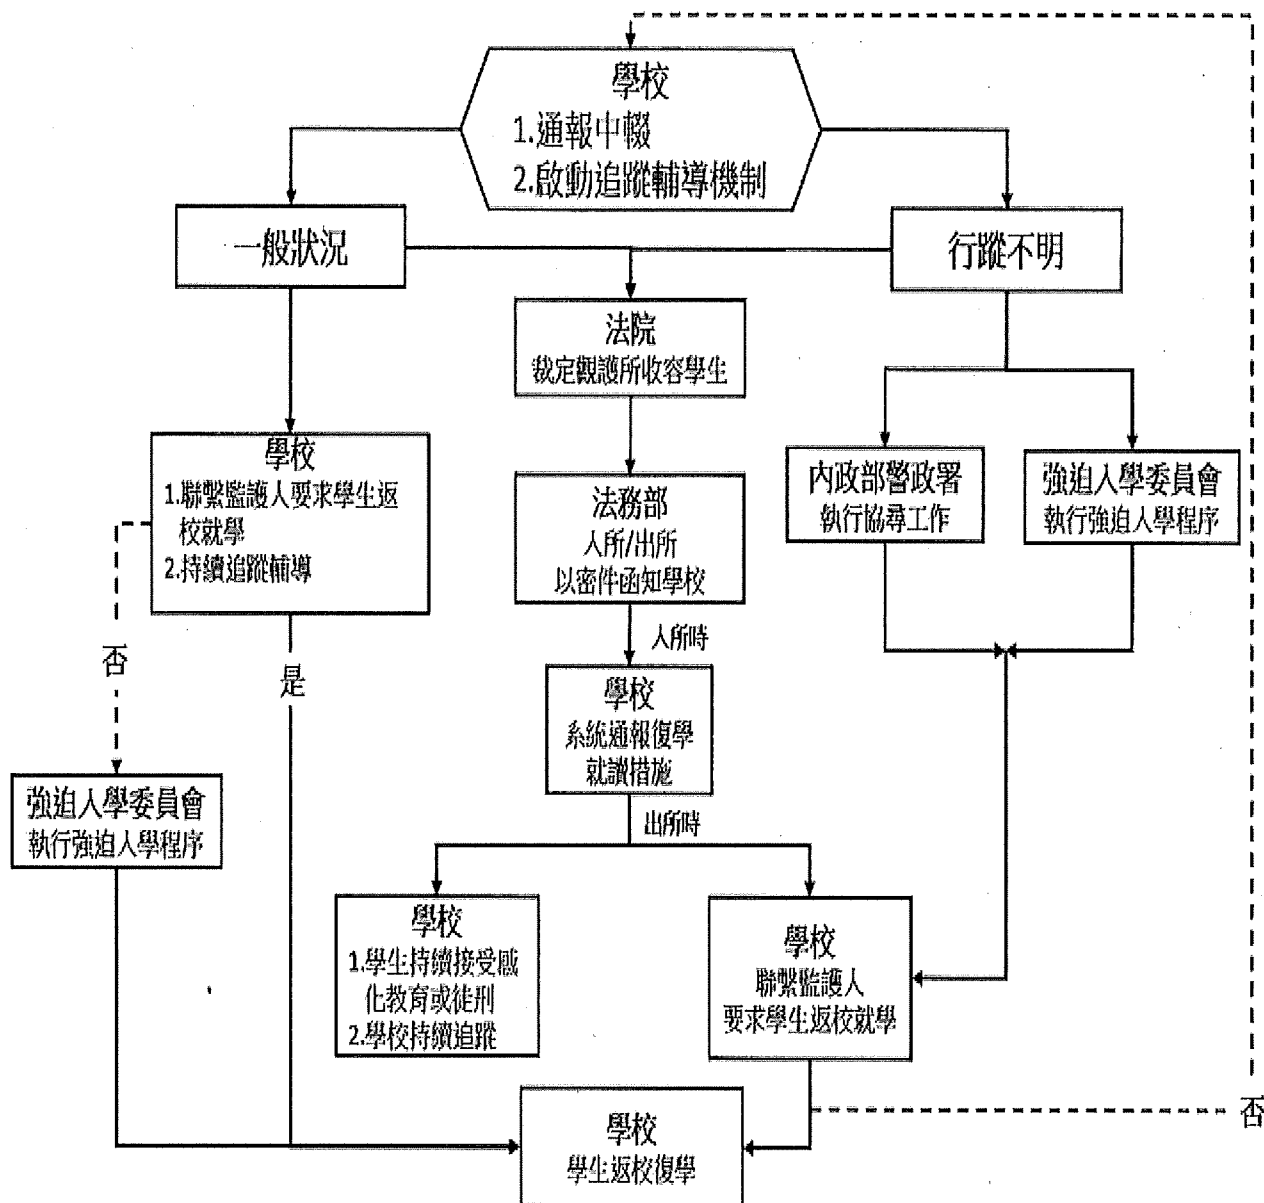 學校
1.通報中輟
2.啟動追蹤輔導機制
一般狀況
行蹤不明
法院
裁定觀護所收容學生
學校
1.聯繫監護人要求學生返
校就學
2.持續追蹤輔導
法務部
入所/出所
以密件函知學校
內政部警政署
執行協尋工作
強迫入學委員會
執行強迫入學程序
入所時
否
是
學校
系統通報復學
就讀措施
強迫入學委員會
執行強迫入學程序
出所時
學校
1.學生持續接受感
化教育或徒刑
2.學校持續追蹤
學校
聯繫監護人
要求學生返校就學
否
學校
學生返校復學